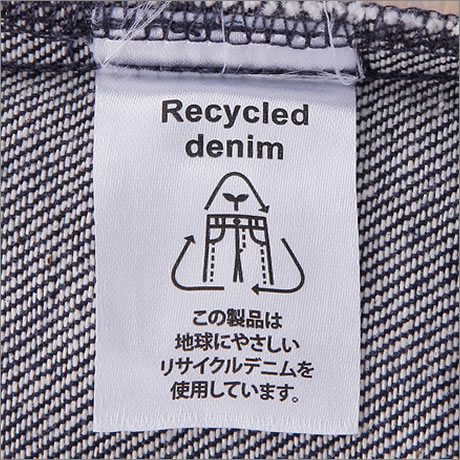 Recycled
denim
この製品は
地球にやさしい
リサイクルデニムを
使用しています。